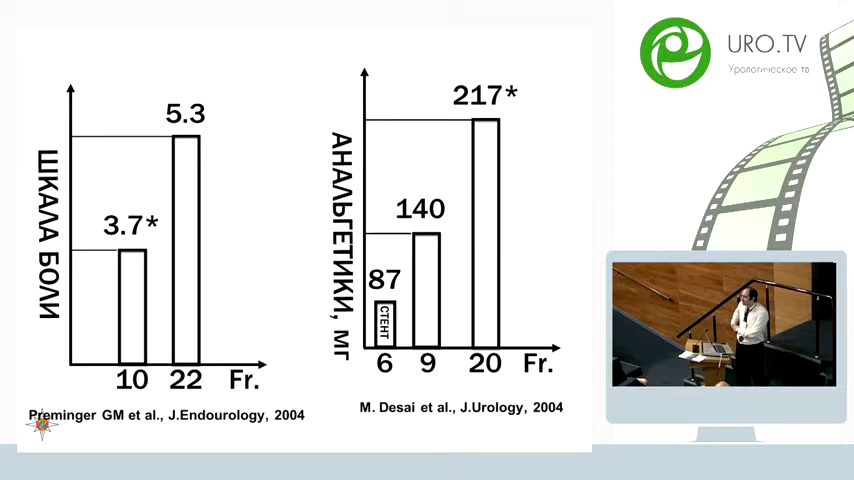 ШКАЛА БОЛИ
5.3
3.7*
10 22 Fr.
Preminger GM et al., J.Endourology, 2004
АНАЛЬГЕТИКИ, мг
217*
140
87
СТЕНТ
6 9 20 Fr.
M. Desai et al., J.Urology, 2004
URO.TV
Урологическое тв